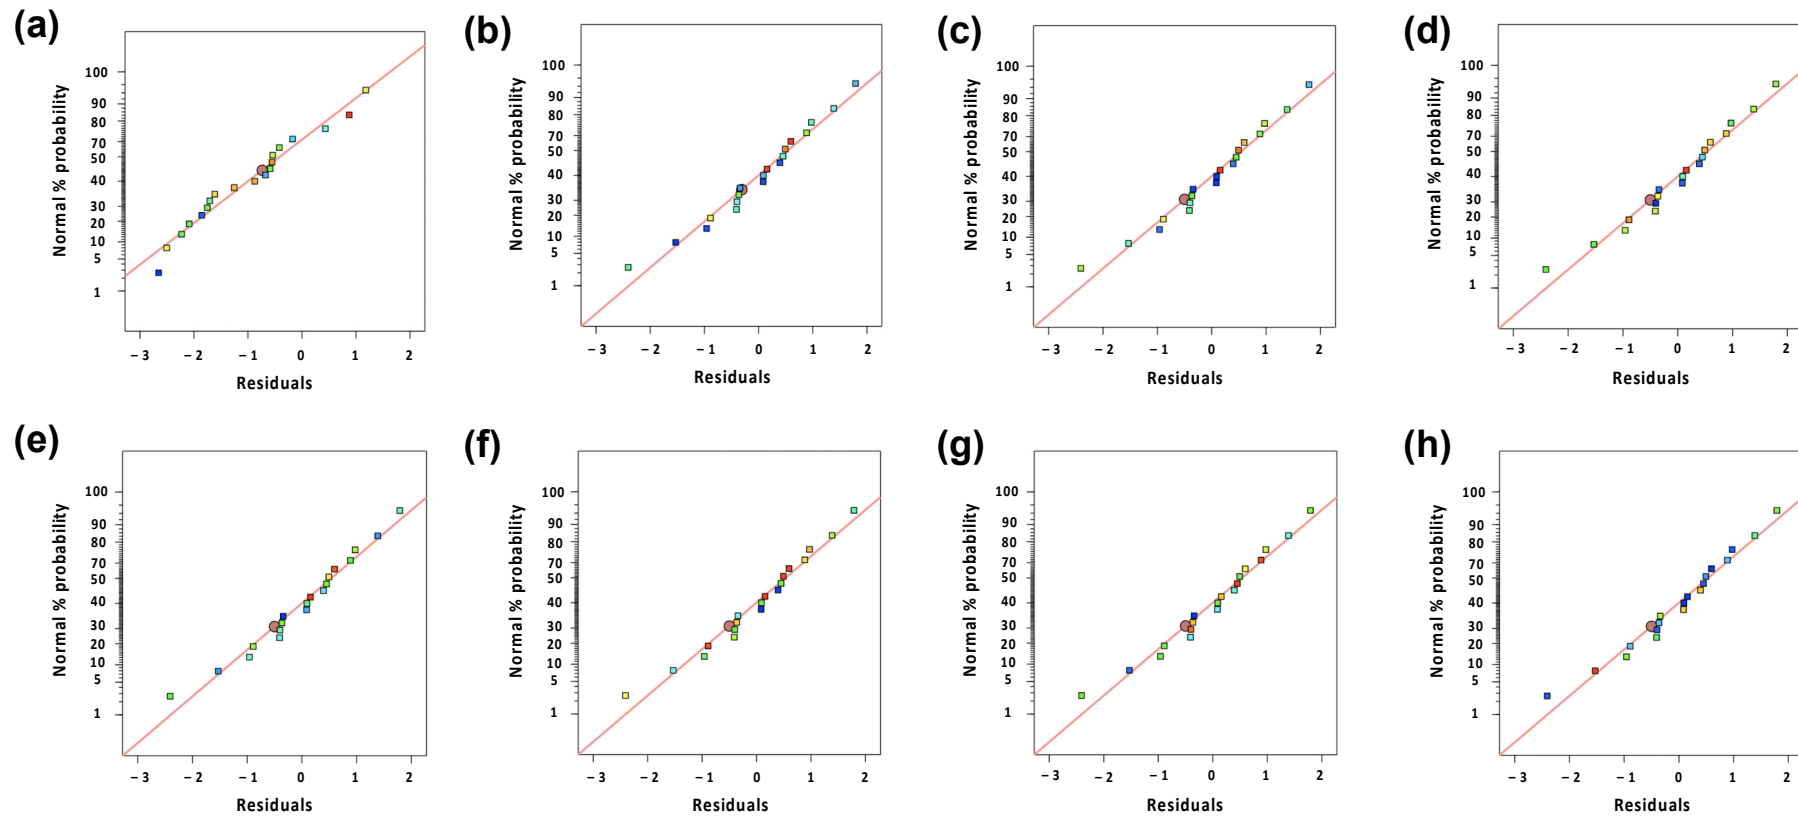 (a)
Normal % probability
100
90
80
70
50
40
30
20
10
5
1
– 3 – 2 – 1 0 1 2
Residuals
(b)
Normal % probability
100
90
80
70
50
40
30
20
10
5
1
– 3 – 2 – 1 0 1 2
Residuals
(c)
Normal % probability
100
90
80
70
50
40
30
20
10
5
1
– 3 – 2 – 1 0 1 2
Residuals
(d)
Normal % probability
100
90
80
70
50
40
30
20
10
5
1
– 3 – 2 – 1 0 1 2
Residuals
(e)
Normal % probability
100
90
80
70
50
40
30
20
10
5
1
– 3 – 2 – 1 0 1 2
Residuals
(f)
Normal % probability
100
90
80
70
50
40
30
20
10
5
1
– 3 – 2 – 1 0 1 2
Residuals
(g)
Normal % probability
100
90
80
70
50
40
30
20
10
5
1
– 3 – 2 – 1 0 1 2
Residuals
(h)
Normal % probability
100
90
80
70
50
40
30
20
10
5
1
– 3 – 2 – 1 0 1 2
Residuals